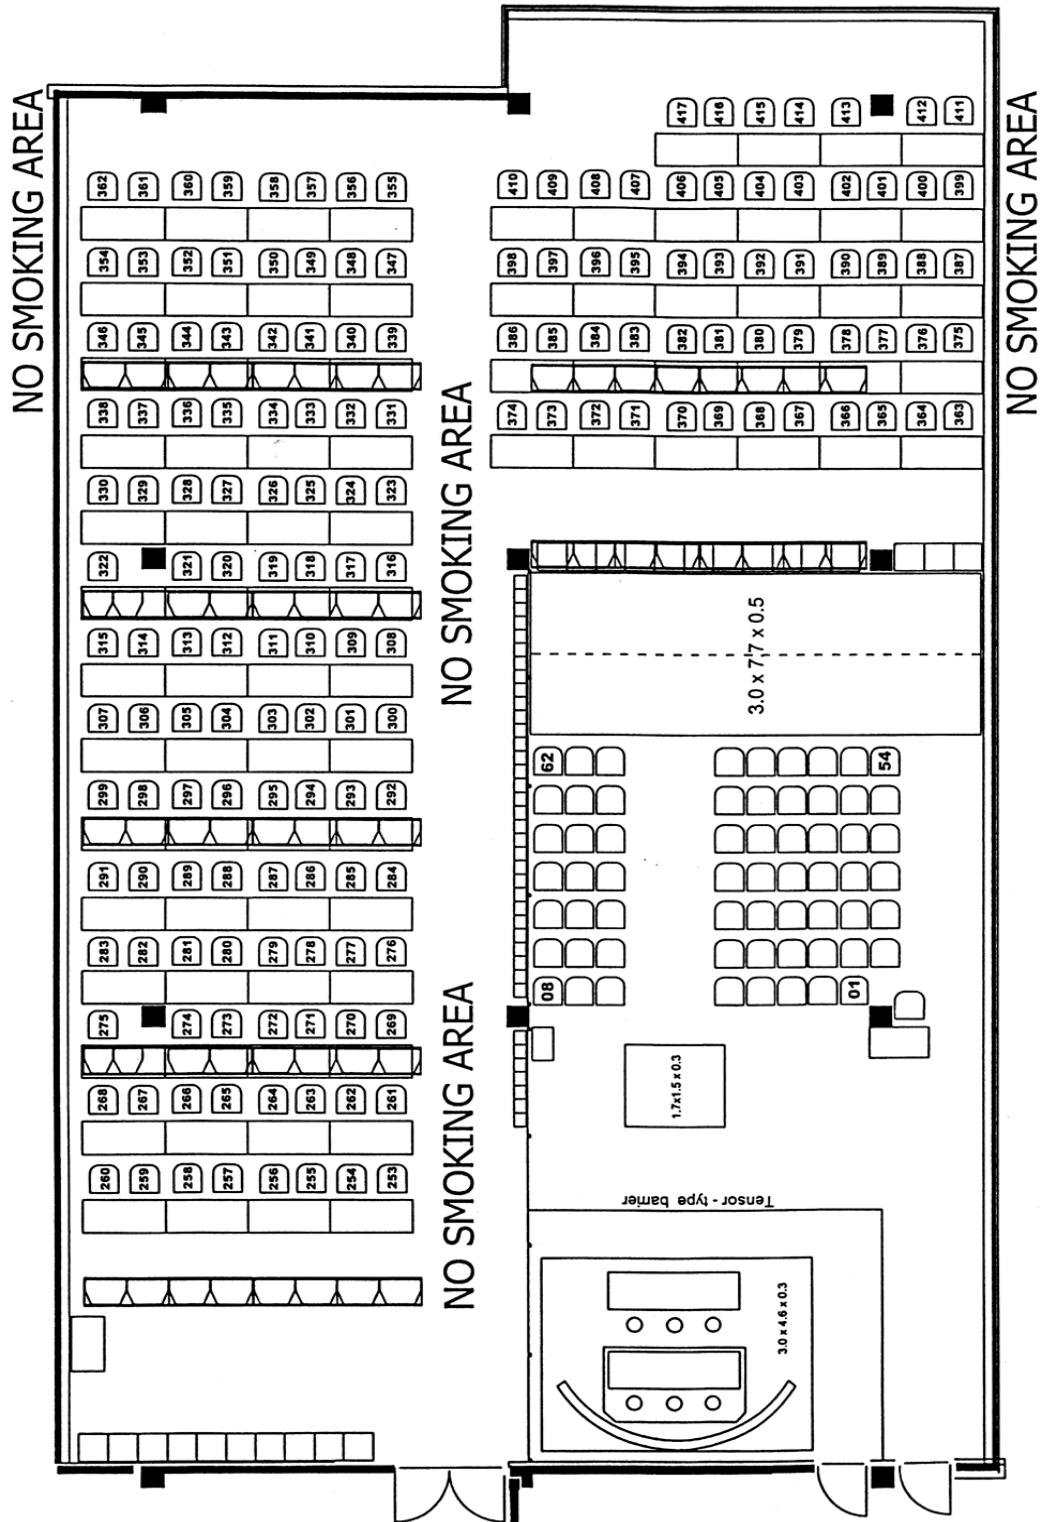 NO SMOKING AREA
NO SMOKING AREA
NO SMOKING AREA
NO SMOKING AREA
417 416 415 414 413 412 411
362 361 360 359 358 357 356 355
410 409 408 407 406 405 404 403 402 401 400 399
354 353 352 351 350 349 348 347
398 397 396 395 394 393 392 391 390 389 388 387
346 345 344 343 342 341 340 339
386 385 384 383 382 381 380 379 378 377 376 375
338 337 336 335 334 333 332 331
374 373 372 371 370 369 368 367 366 365 364 363
330 329 328 327 326 325 324 323
322 321 320 319 318 317 316
315 314 313 312 311 310 309 308
3.0 x 7.7 x 0.5
307 306 305 304 303 302 301 300
62 54
299 298 297 296 295 294 293 292
291 290 289 288 287 286 285 284
283 282 281 280 279 278 277 276
08 01
275 274 273 272 271 270 269
1.7x1.5 x 0.3
268 267 266 265 264 263 262 261
260 259 258 257 256 255 254 253
Tensor - type barrier
3.0 x 4.6 x 0.3